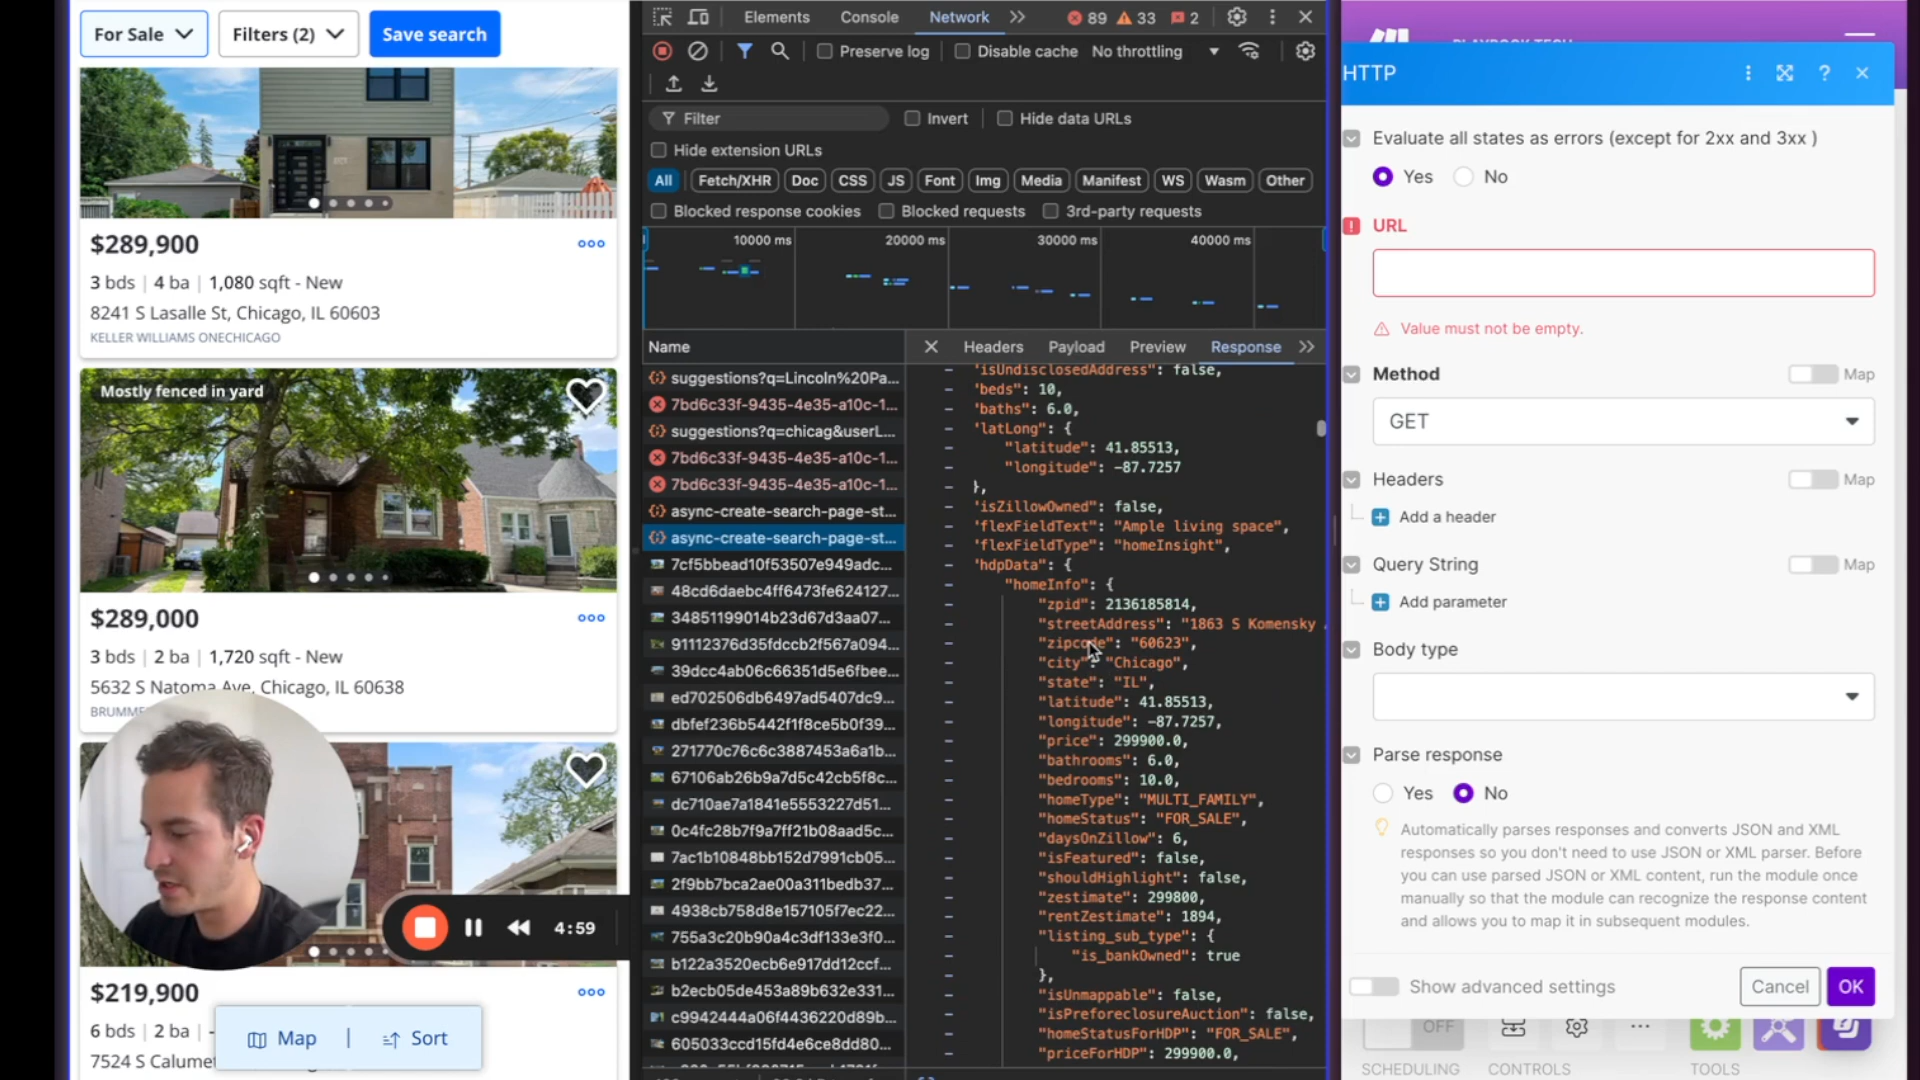 For Sale
Filters (2)
Save search
$289,900
3 bds | 4 ba | 1,080 sqft - New
8241 S Lasalle St, Chicago, IL 60603
KELLER WILLIAMS ONECHICAGO
Mostly fenced in yard
$289,000
3 bds | 2 ba | 1,720 sqft - New
5632 S Natoma Ave, Chicago, IL 60638
$219,900
6 bds | 2 ba | -
7524 S Calumet
Map | Sort
4:59
Elements
Console
Network
89
33
2
Preserve log
Disable cache
No throttling
Filter
Invert
Hide data URLs
Hide extension URLs
All
Fetch/XHR
Doc
CSS
JS
Font
Img
Media
Manifest
WS
Wasm
Other
Blocked response cookies
Blocked requests
3rd-party requests
10000 ms
20000 ms
30000 ms
40000 ms
Name
suggestions?q=Lincoln%20Pa...
7bd6c33f-9435-4e35-a10c-1...
suggestions?q=chicag&userL...
7bd6c33f-9435-4e35-a10c-1...
7bd6c33f-9435-4e35-a10c-1...
async-create-search-page-st...
async-create-search-page-st...
7cf5bbead10f53507e949adc...
48cd6daebc4ff6473fe624127...
34851199014b23d67d3aa07...
91112376d35fdccb2f567a094...
39dcc4ab06c66351d5e6fbee...
ed702506db6497ad5407dc9...
dbfef236b5442f1f8ce5b0f39...
271770c76c6c3887453a6a1b...
67106ab26b9a7d5c42cb5f8c...
dc710ae7a1841e5553227d51...
0c4fc28b7f9a7ff21b08aad5c...
7ac1b10848bb152d7991cb05...
2f9bb7bca2ae00a311bedb37...
4938cb758d8e157105f7ec22...
755a3c20b90a4c3df133e3f0...
b122a3520ecb6e917dd12ccf...
b2ecb05de453a89b632e331...
c9942444a06f4436220d89b...
605033ccd15fd4e6ce8dd80...
Headers
Payload
Preview
Response
"isUndisclosedAddress": false,
"beds": 10,
"baths": 6.0,
"latLong": {
"latitude": 41.85513,
"longitude": -87.7257
},
"isZillowOwned": false,
"flexFieldText": "Ample living space",
"flexFieldType": "homeInsight",
"hdpData": {
"homeInfo": {
"zpid": 2136185814,
"streetAddress": "1863 S Komensky
"zipcode": "60623",
"city": "Chicago",
"state": "IL",
"latitude": 41.85513,
"longitude": -87.7257,
"price": 299900.0,
"bathrooms": 6.0,
"bedrooms": 10.0,
"homeType": "MULTI_FAMILY",
"homeStatus": "FOR_SALE",
"daysOnZillow": 6,
"isFeatured": false,
"shouldHighlight": false,
"zestimate": 299800,
"rentZestimate": 1894,
"listing_sub_type": {
"is_bankOwned": true
},
"isUnmappable": false,
"isPreforeclosureAuction": false,
"homeStatusForHDP": "FOR_SALE",
"priceForHDP": 299900.0,
HTTP
Evaluate all states as errors (except for 2xx and 3xx )
Yes
No
URL
Value must not be empty.
Method
Map
GET
Headers
Map
Add a header
Query String
Map
Add parameter
Body type
Parse response
Yes
No
Automatically parses responses and converts JSON and XML
responses so you don't need to use JSON or XML parser. Before
you can use parsed JSON or XML content, run the module once
manually so that the module can recognize the response content
and allows you to map it in subsequent modules.
Show advanced settings
Cancel
OK
OFF
SCHEDULING
CONTROLS
TOOLS